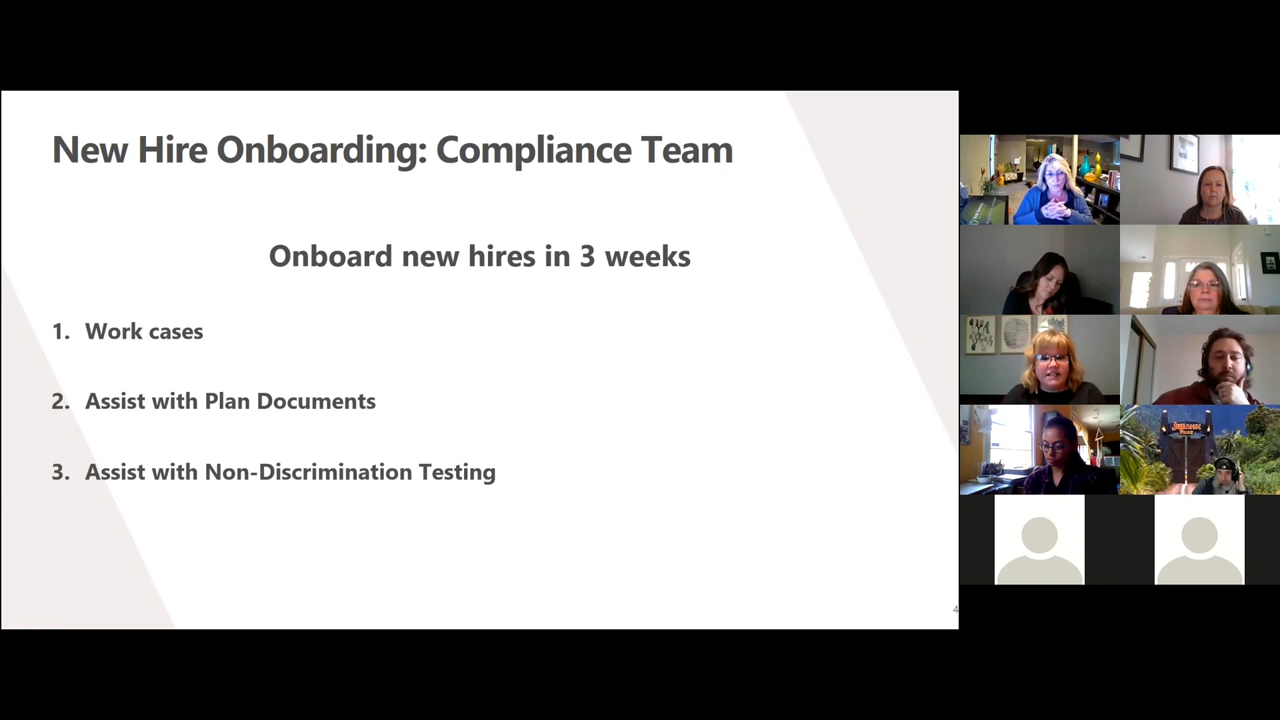 New Hire Onboarding: Compliance Team
Onboard new hires in 3 weeks
1. Work cases
2. Assist with Plan Documents
3. Assist with Non-Discrimination Testing
4